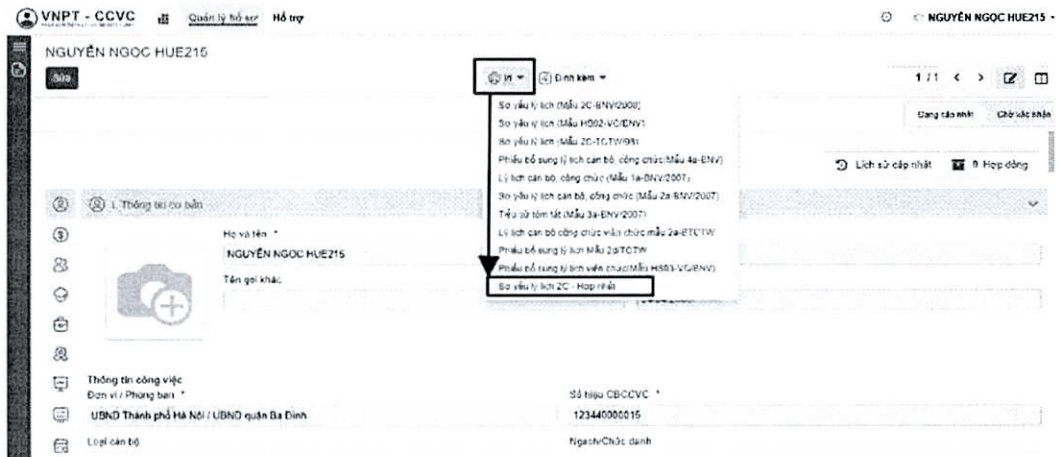 VNPT - CCVC Quản lý hồ sơ Hỗ trợ NGUYỄN NGỌC HUE215
NGUYỄN NGỌC HUE215
Sửa In Đính kèm 1 / 1
Đang cập nhật Chờ xác nhận
Sơ yếu lý lịch (Mẫu 2C-BNV/2008)
Sơ yếu lý lịch (Mẫu HS02-VC/BNV)
Sơ yếu lý lịch (Mẫu 2C-TCTW/98)
Phiếu bổ sung lý lịch cán bộ, công chức(Mẫu 4a-BNV)
Lý lịch cán bộ, công chức (Mẫu 1a-BNV/2007)
Sơ yếu lý lịch cán bộ, công chức (Mẫu 2a-BNV/2007)
Tiểu sử tóm tắt (Mẫu 3a-BNV/2007)
Lý lịch cán bộ công chức viên chức mẫu 2a-BTCTW
Phiếu bổ sung lý lịch Mẫu 2d/TCTW
Phiếu bổ sung lý lịch viên chức(Mẫu HS03-VC/BNV)
Sơ yếu lý lịch 2C - Hợp nhất
Lịch sử cập nhật 0 Hợp đồng
I. Thông tin cơ bản
Họ và tên *
NGUYỄN NGỌC HUE215
Tên gọi khác
Thông tin công việc
Đơn vị / Phòng ban * Số hiệu CBCCVC *
UBND Thành phố Hà Nội / UBND quận Ba Đình 123440000015
Loại cán bộ Ngạch/Chức danh